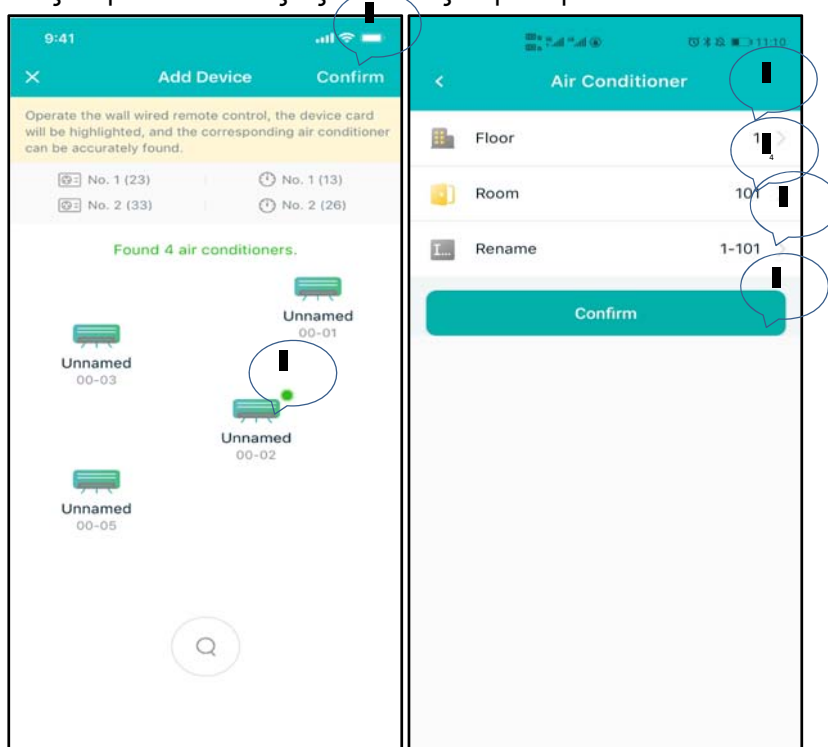 9:41
Add Device
Confirm
Operate the wall wired remote control, the device card
will be highlighted, and the corresponding air conditioner
can be accurately found.
No. 1 (23)
No. 1 (13)
No. 2 (33)
No. 2 (26)
Found 4 air conditioners.
Unnamed
00-01
Unnamed
00-03
Unnamed
00-02
Unnamed
00-05
11:10
Air Conditioner
Floor
1
4
Room
101
I... Rename
1-101
Confirm